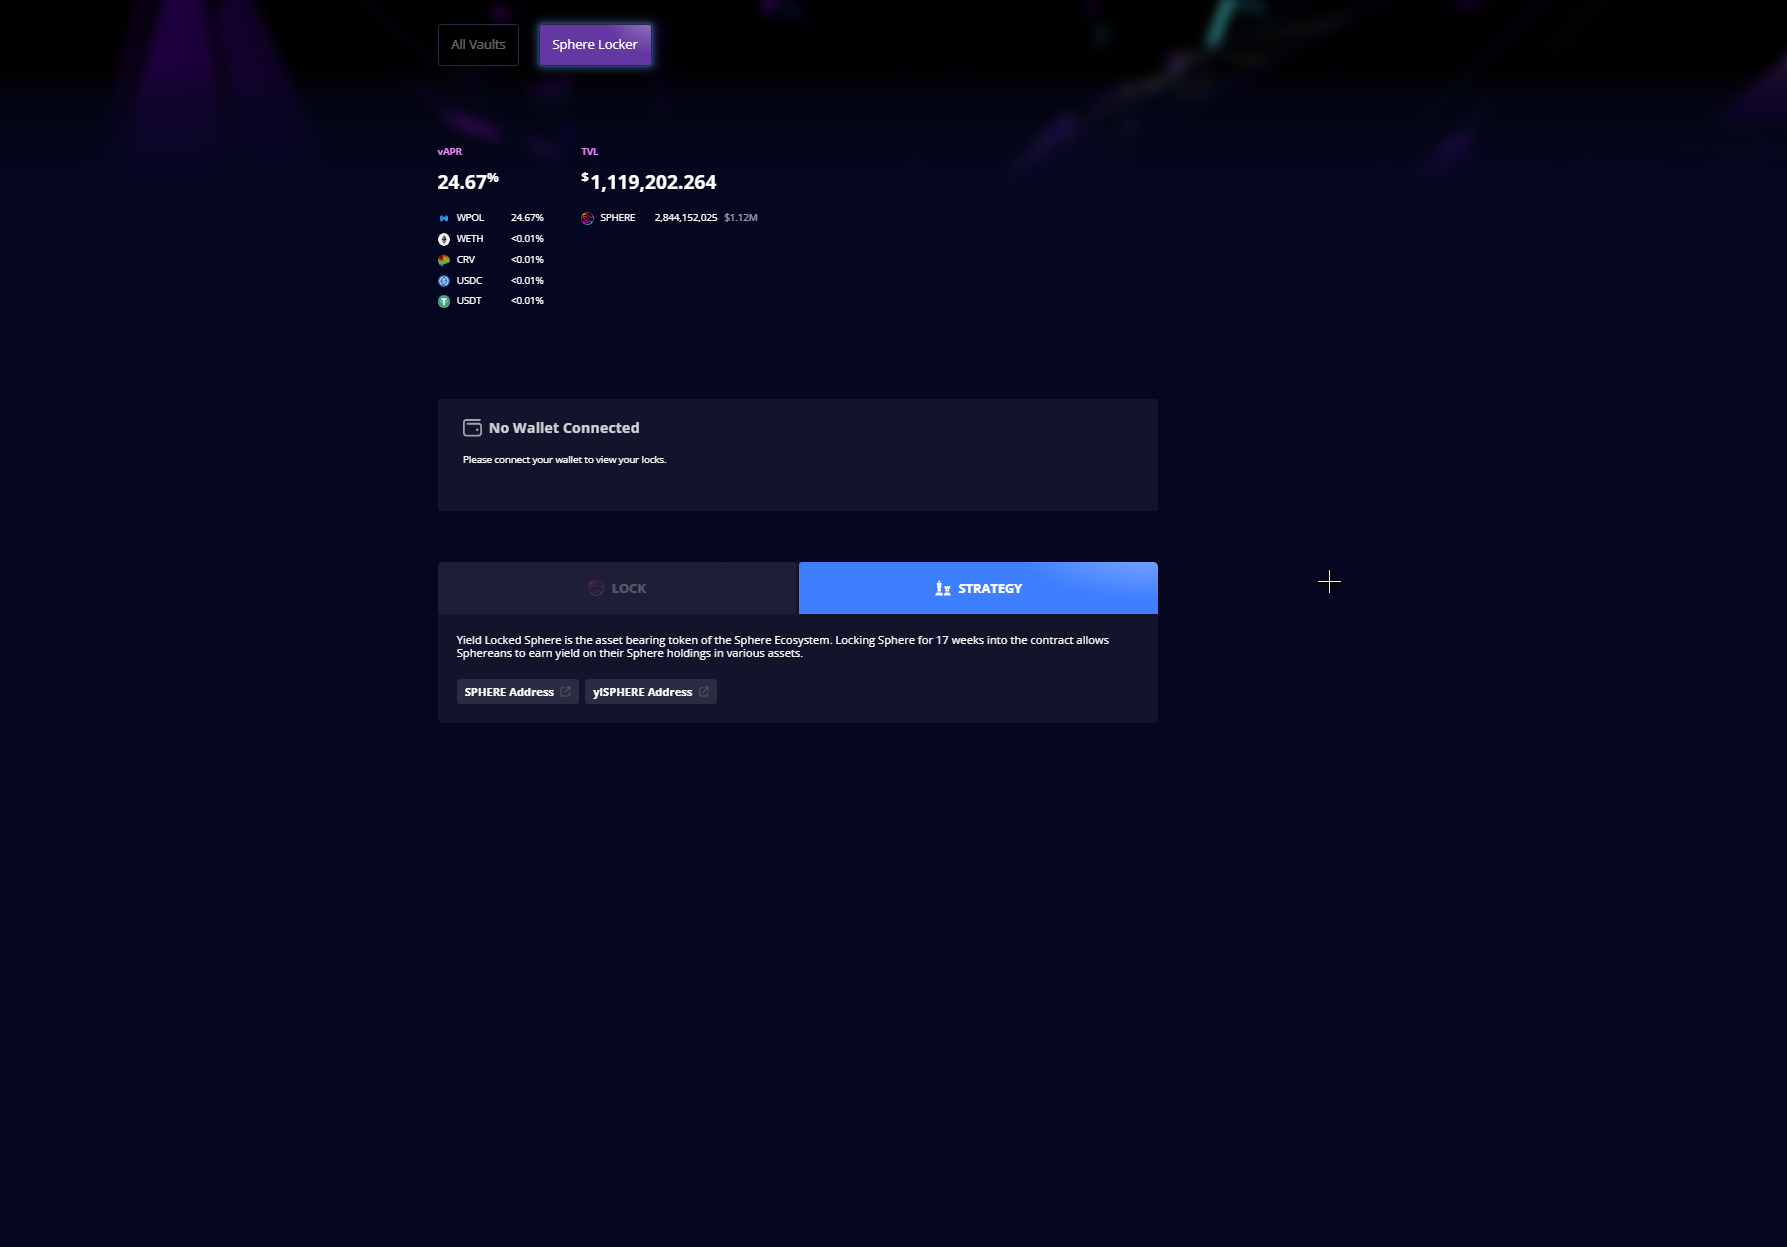 All Vaults
Sphere Locker
vAPR
24.67%
WPOL 24.67%
WETH <0.01%
CRV <0.01%
USDC <0.01%
USDT <0.01%
TVL
$1,119,202.264
SPHERE 2,844,152,025 $1.12M
No Wallet Connected
Please connect your wallet to view your locks.
LOCK
STRATEGY
Yield Locked Sphere is the asset bearing token of the Sphere Ecosystem. Locking Sphere for 17 weeks into the contract allows
Sphereans to earn yield on their Sphere holdings in various assets.
SPHERE Address
ylSPHERE Address